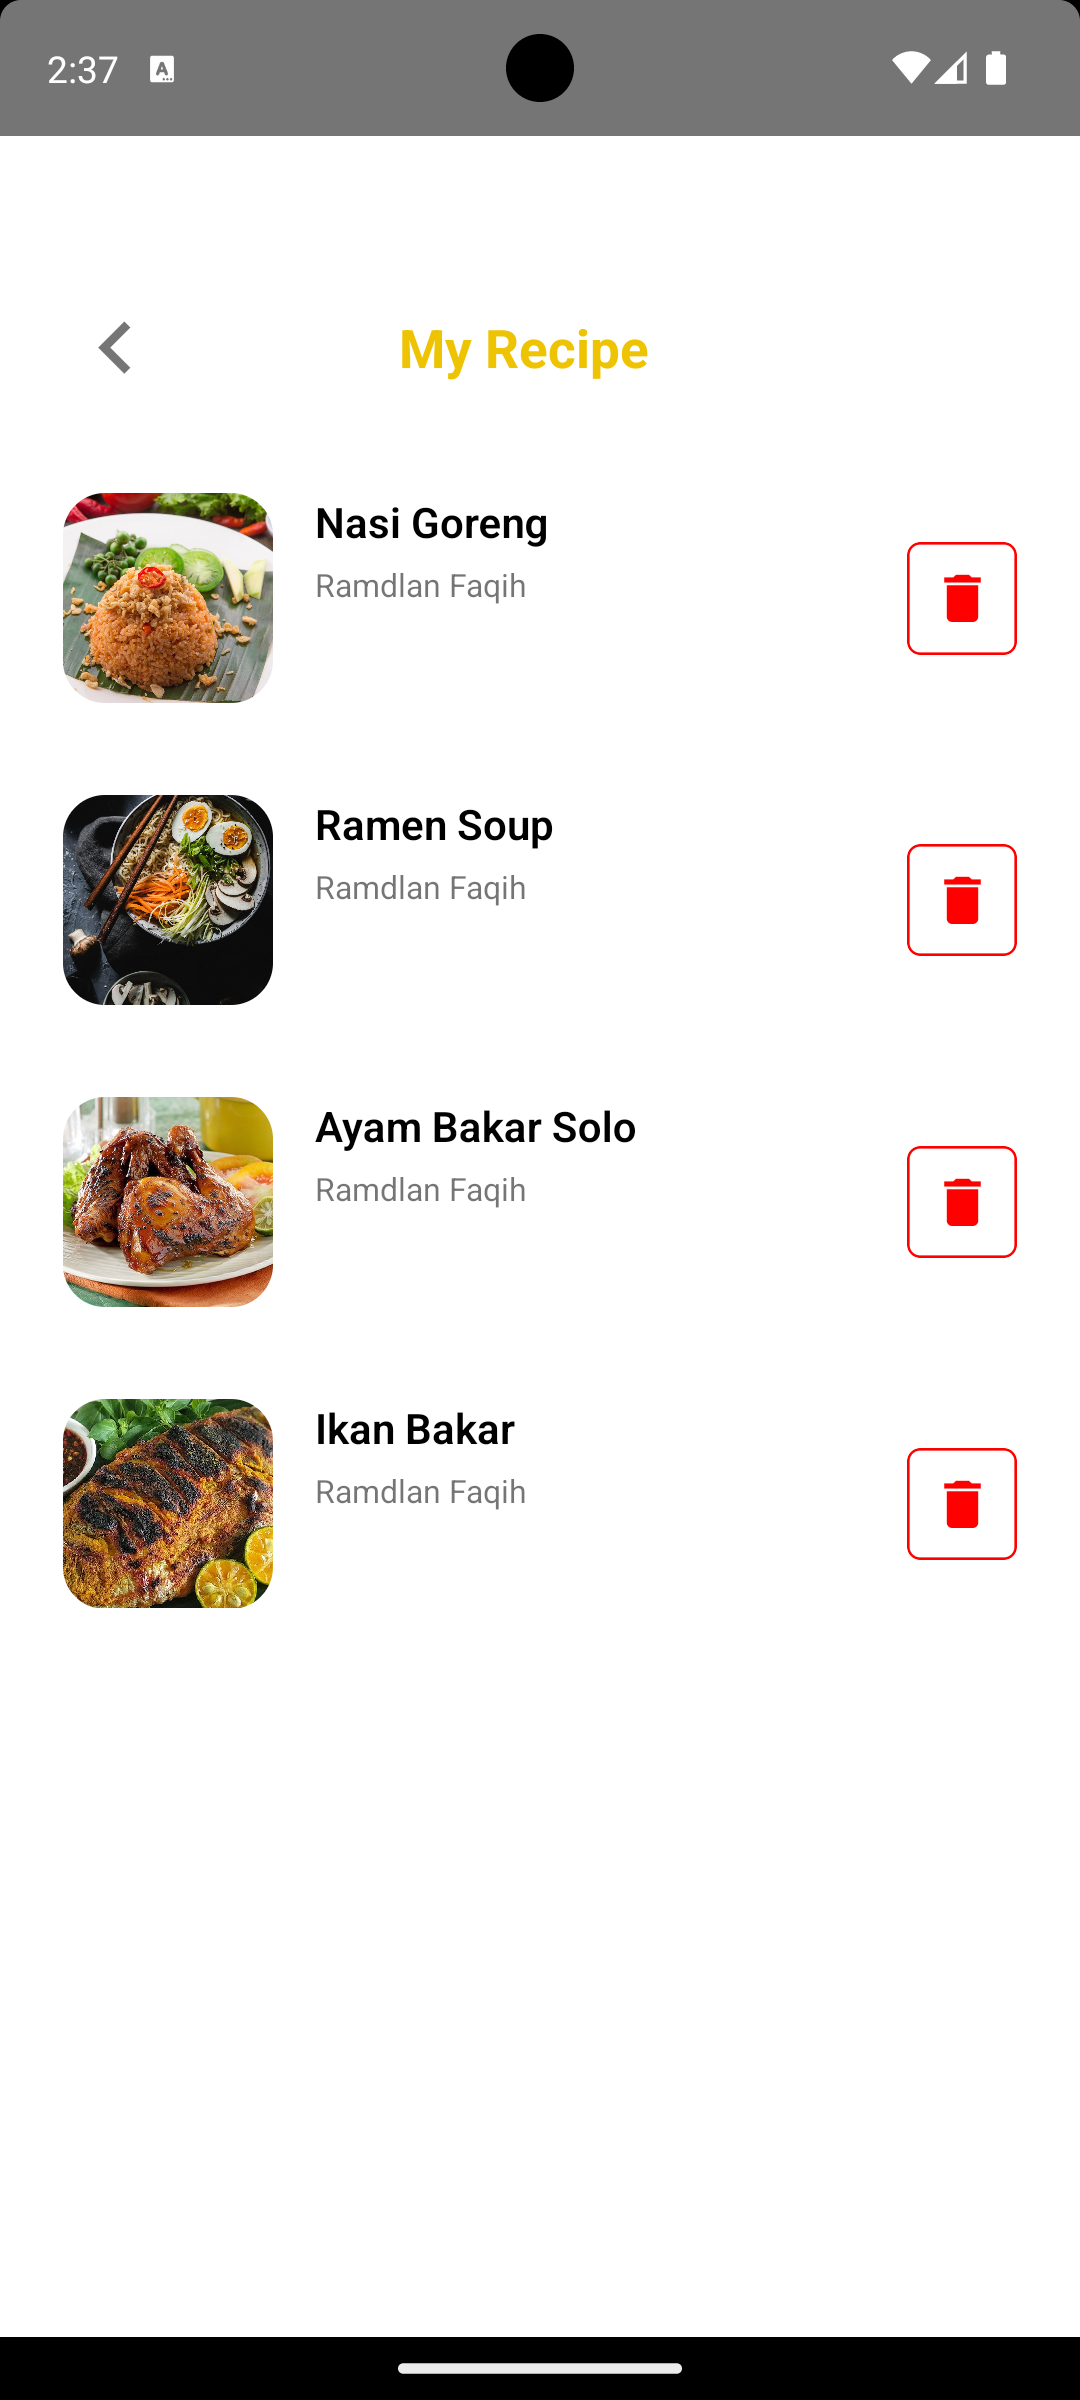 2:37
My Recipe
Nasi Goreng
Ramdlan Faqih
Ramen Soup
Ramdlan Faqih
Ayam Bakar Solo
Ramdlan Faqih
Ikan Bakar
Ramdlan Faqih